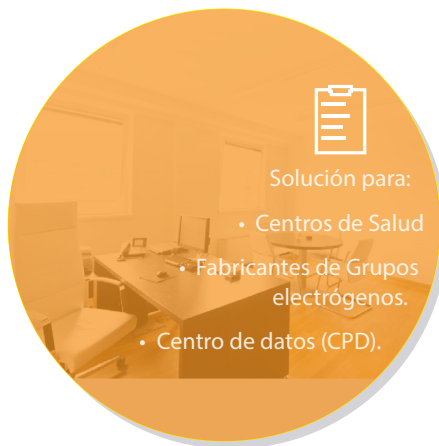 Solución para:
• Centros de Salud
• Fabricantes de Grupos
electrógenos.
• Centro de datos (CPD).